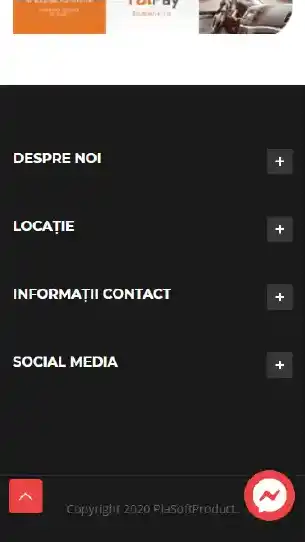 DESPRE NOI
LOCAȚIE
INFORMAȚII CONTACT
SOCIAL MEDIA
Copyright 2020 PlaSoftProduct.